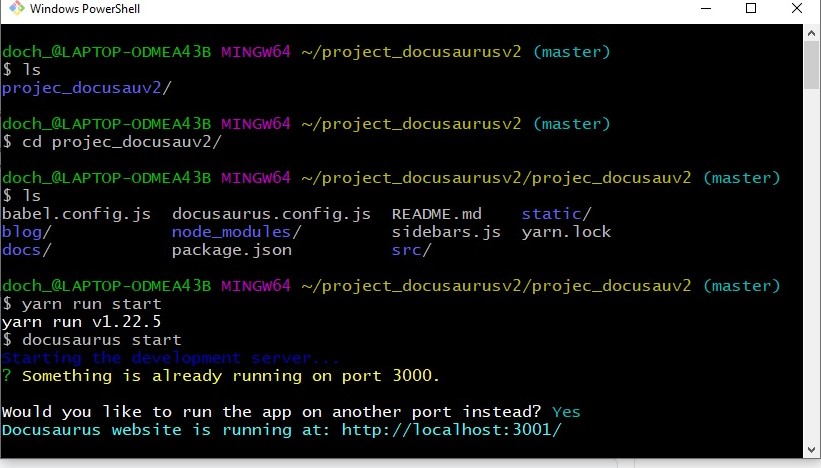 Windows PowerShell
doch_@LAPTOP-ODMEA43B MINGW64 ~/project_docusaurusv2 (master)
$ ls
projec_docusauv2/
doch_@LAPTOP-ODMEA43B MINGW64 ~/project_docusaurusv2 (master)
$ cd projec_docusauv2/
doch_@LAPTOP-ODMEA43B MINGW64 ~/project_docusaurusv2/projec_docusauv2 (master)
$ ls
babel.config.js  docusaurus.config.js  README.md    static/
blog/            node_modules/         sidebars.js  yarn.lock
docs/            package.json          src/
doch_@LAPTOP-ODMEA43B MINGW64 ~/project_docusaurusv2/projec_docusauv2 (master)
$ yarn run start
yarn run v1.22.5
$ docusaurus start
Starting the development server...
? Something is already running on port 3000.
Would you like to run the app on another port instead? Yes
Docusaurus website is running at: http://localhost:3001/